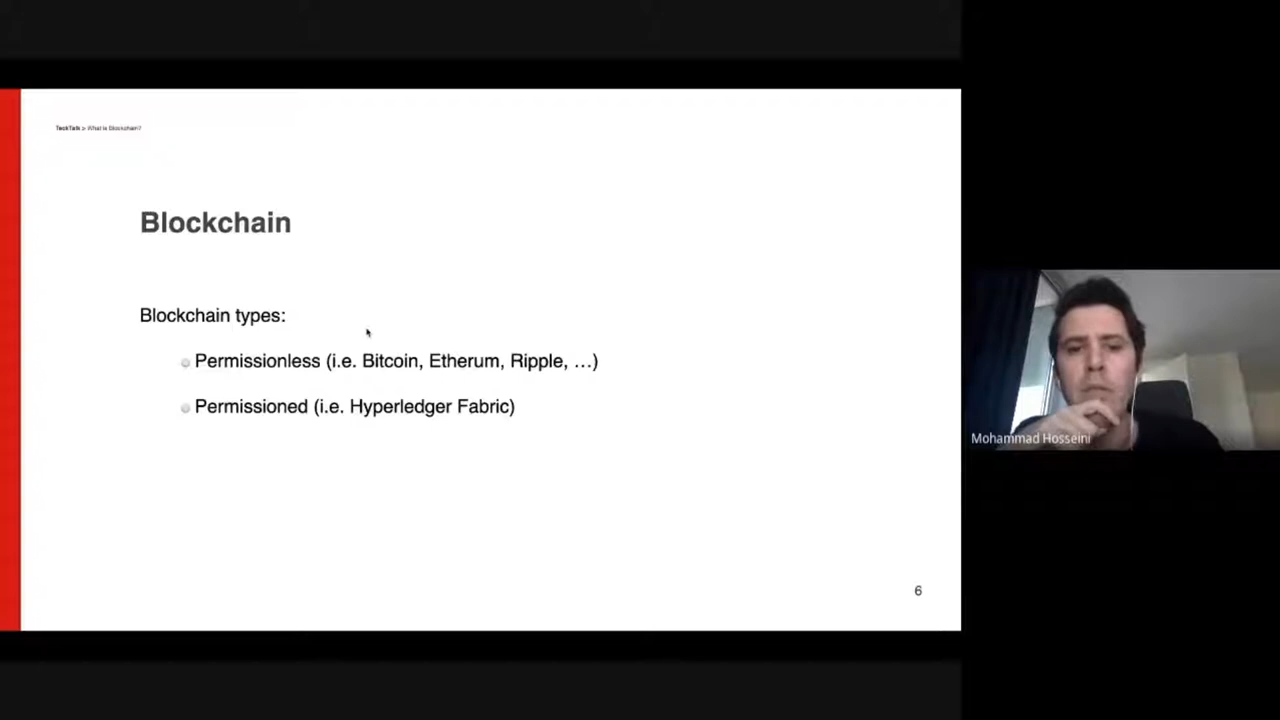 TechTalk > What is Blockchain?
Blockchain
Blockchain types:
Permissionless (i.e. Bitcoin, Etherum, Ripple, …)
Permissioned (i.e. Hyperledger Fabric)
6
Mohammad Hosseini